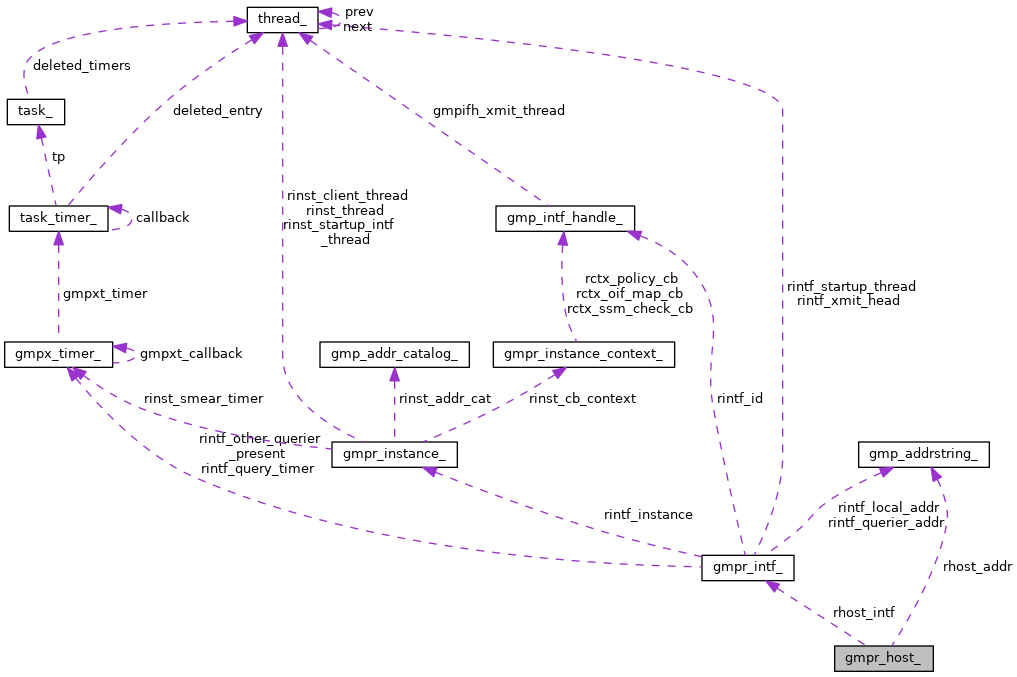 thread_
prev
next
deleted_timers
task_
deleted_entry
gmpifh_xmit_thread
tp
rinst_client_thread
rinst_thread
rinst_startup_intf
_thread
task_timer_
callback
gmp_intf_handle_
gmpxt_timer
rctx_policy_cb
rctx_oif_map_cb
rctx_ssm_check_cb
rintf_startup_thread
rintf_xmit_head
gmpx_timer_
gmpxt_callback
gmp_addr_catalog_
gmpr_instance_context_
rinst_smear_timer
rinst_addr_cat
rinst_cb_context
rintf_id
rintf_other_querier
_present
rintf_query_timer
gmpr_instance_
gmp_addrstring_
rintf_instance
rintf_local_addr
rintf_querier_addr
gmpr_intf_
rhost_addr
rhost_intf
gmpr_host_